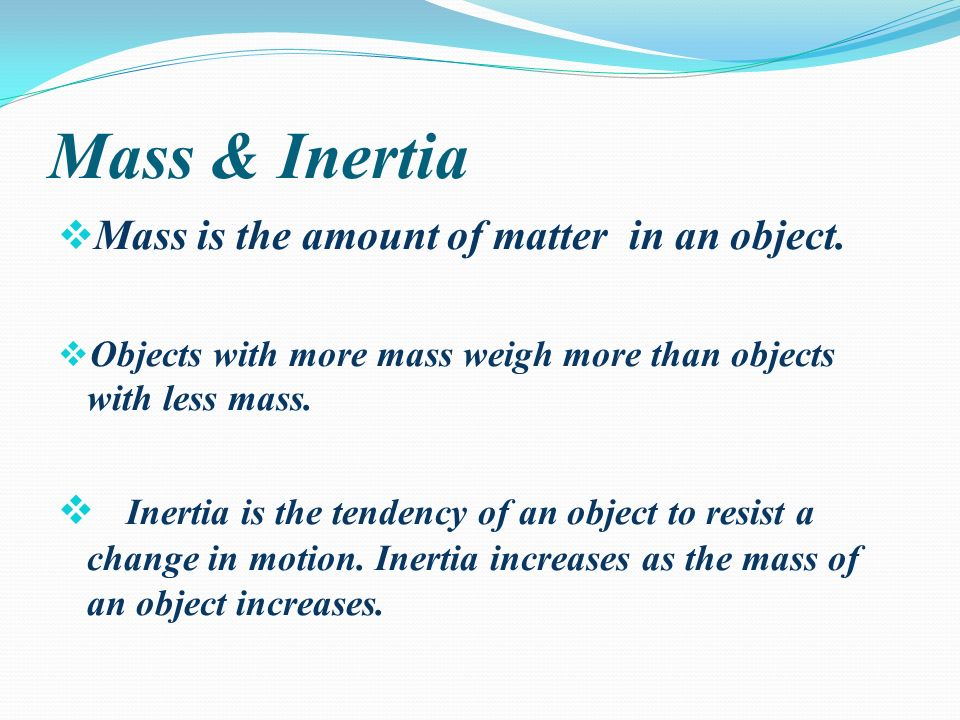 Mass & Inertia
❖Mass is the amount of matter  in an object.
❖Objects with more mass weigh more than objects
with less mass.
❖ Inertia is the tendency of an object to resist a
change in motion. Inertia increases as the mass of
an object increases.